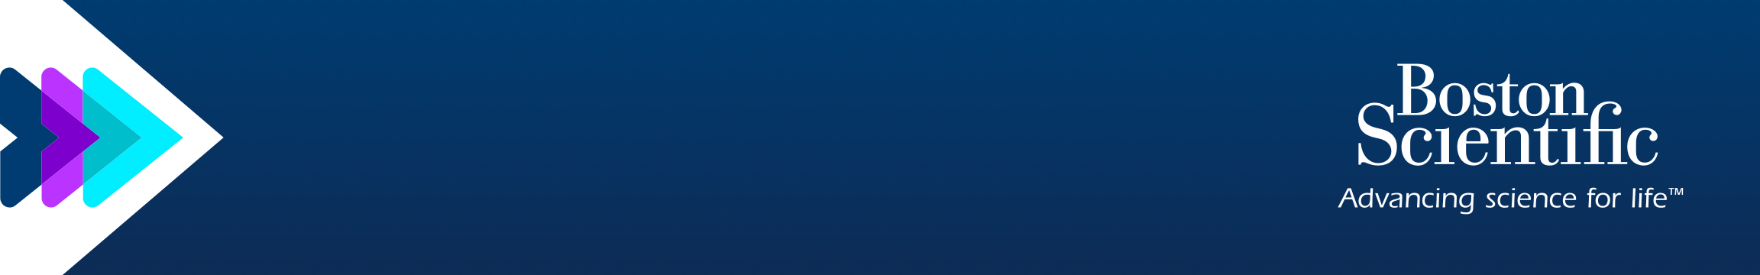 Boston
Scientific
Advancing science for life™